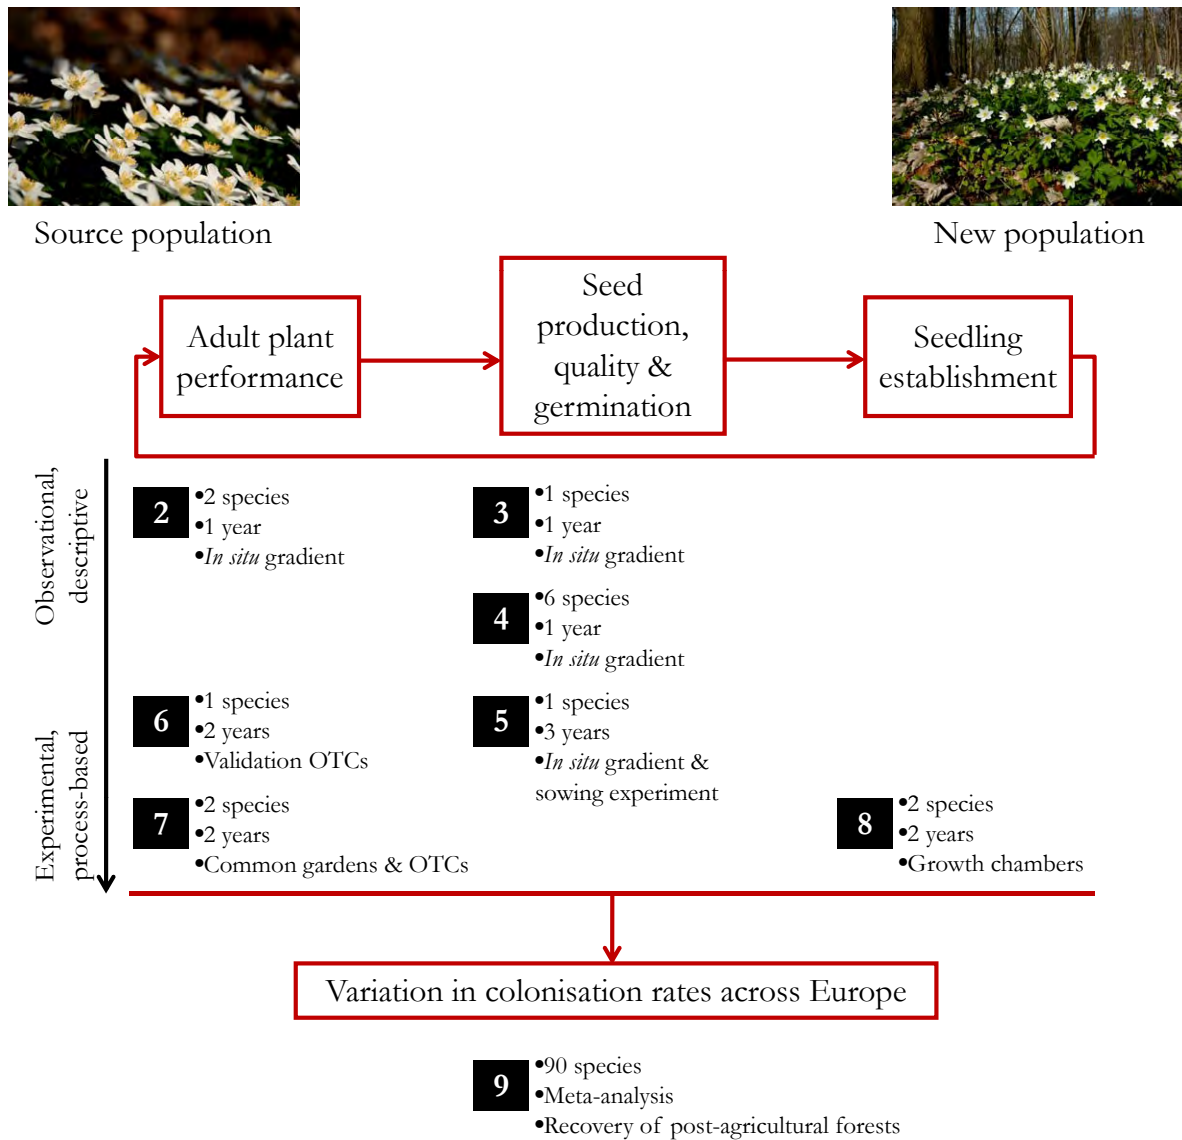 Source population
New population
Adult plant
performance
Seed
production,
quality &
germination
Seedling
establishment
Observational,
descriptive
Experimental,
process-based
2
•2 species
•1 year
•In situ gradient
3
•1 species
•1 year
•In situ gradient
4
•6 species
•1 year
•In situ gradient
6
•1 species
•2 years
•Validation OTCs
5
•1 species
•3 years
•In situ gradient &
sowing experiment
7
•2 species
•2 years
•Common gardens & OTCs
8
•2 species
•2 years
•Growth chambers
Variation in colonisation rates across Europe
9
•90 species
•Meta-analysis
•Recovery of post-agricultural forests